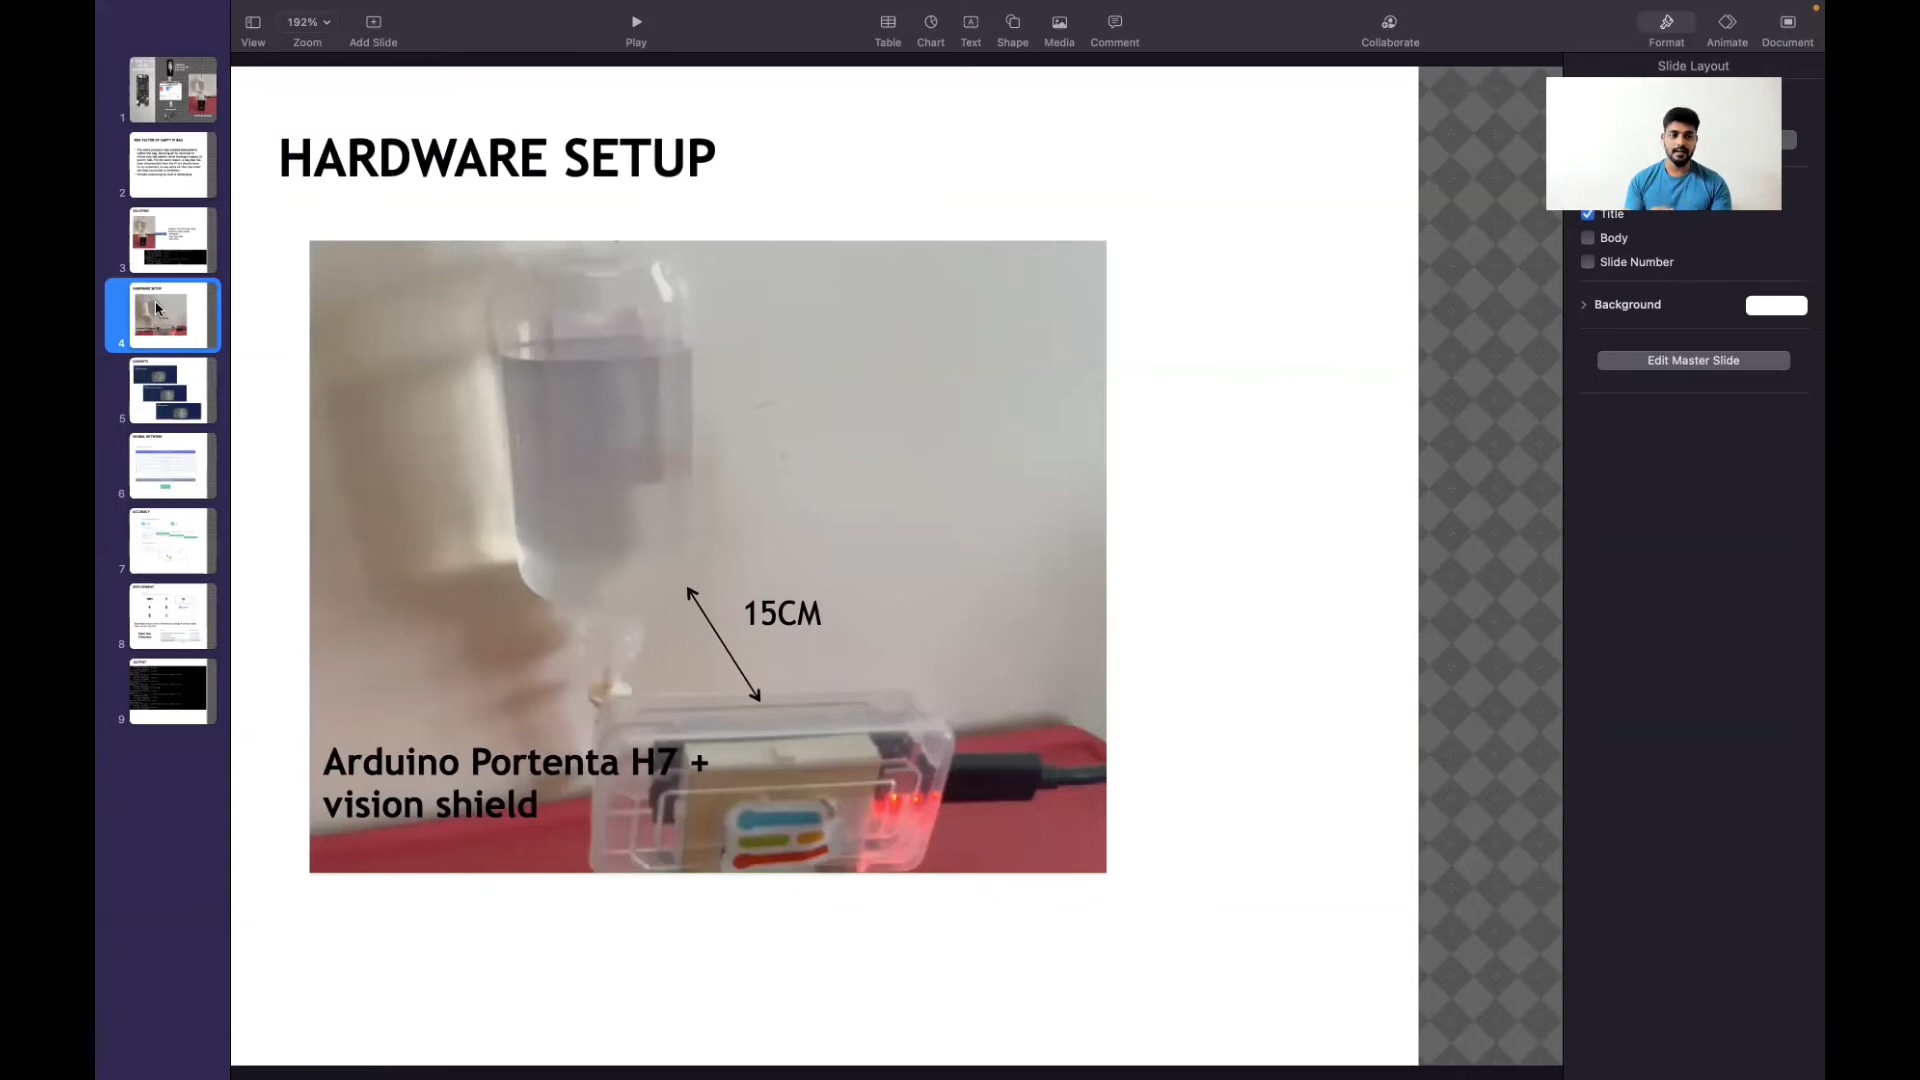 View
192%
Zoom
Add Slide
Play
Table
Chart
Text
Shape
Media
Comment
Collaborate
Format
Animate
Document
1
2
3
4
5
6
7
8
9
HARDWARE SETUP
15CM
Arduino Portenta H7 +
vision shield
Slide Layout
Title
Body
Slide Number
Background
Edit Master Slide